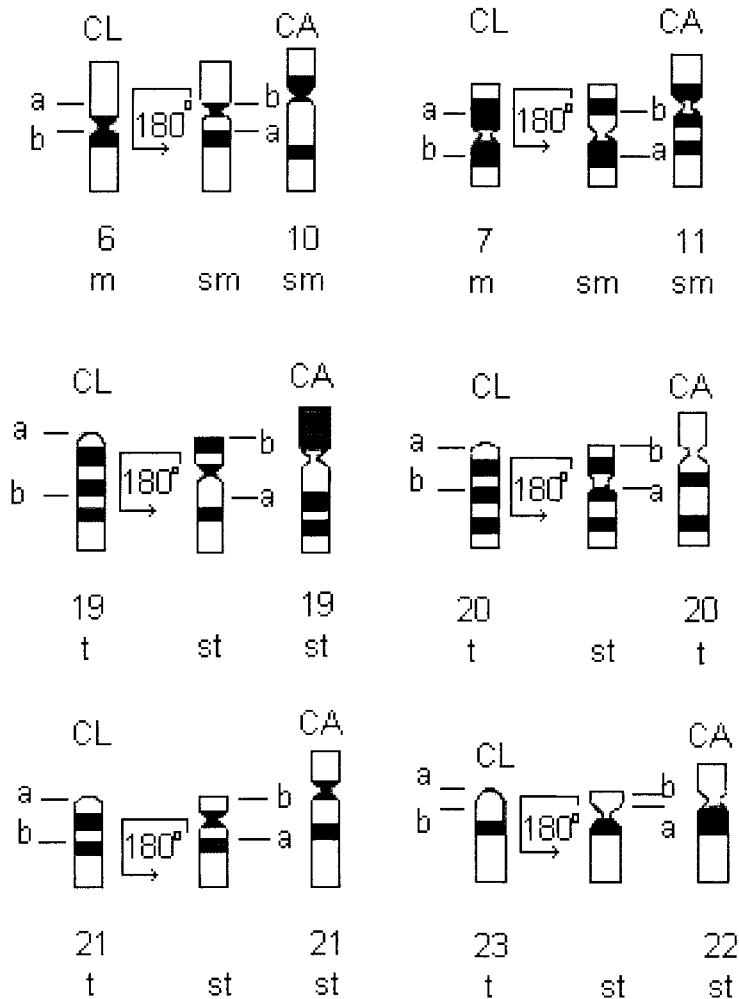 CL CA CL CA
a 180° b a 180° b
b a b a
6 10 7 11
m sm sm m sm sm
CL CA CL CA
a 180° b a 180° b
b a b a
19 19 20 20
t st st t st t
CL CA CL CA
a 180° b a 180° b
b a b a
21 21 23 22
t st st t st st